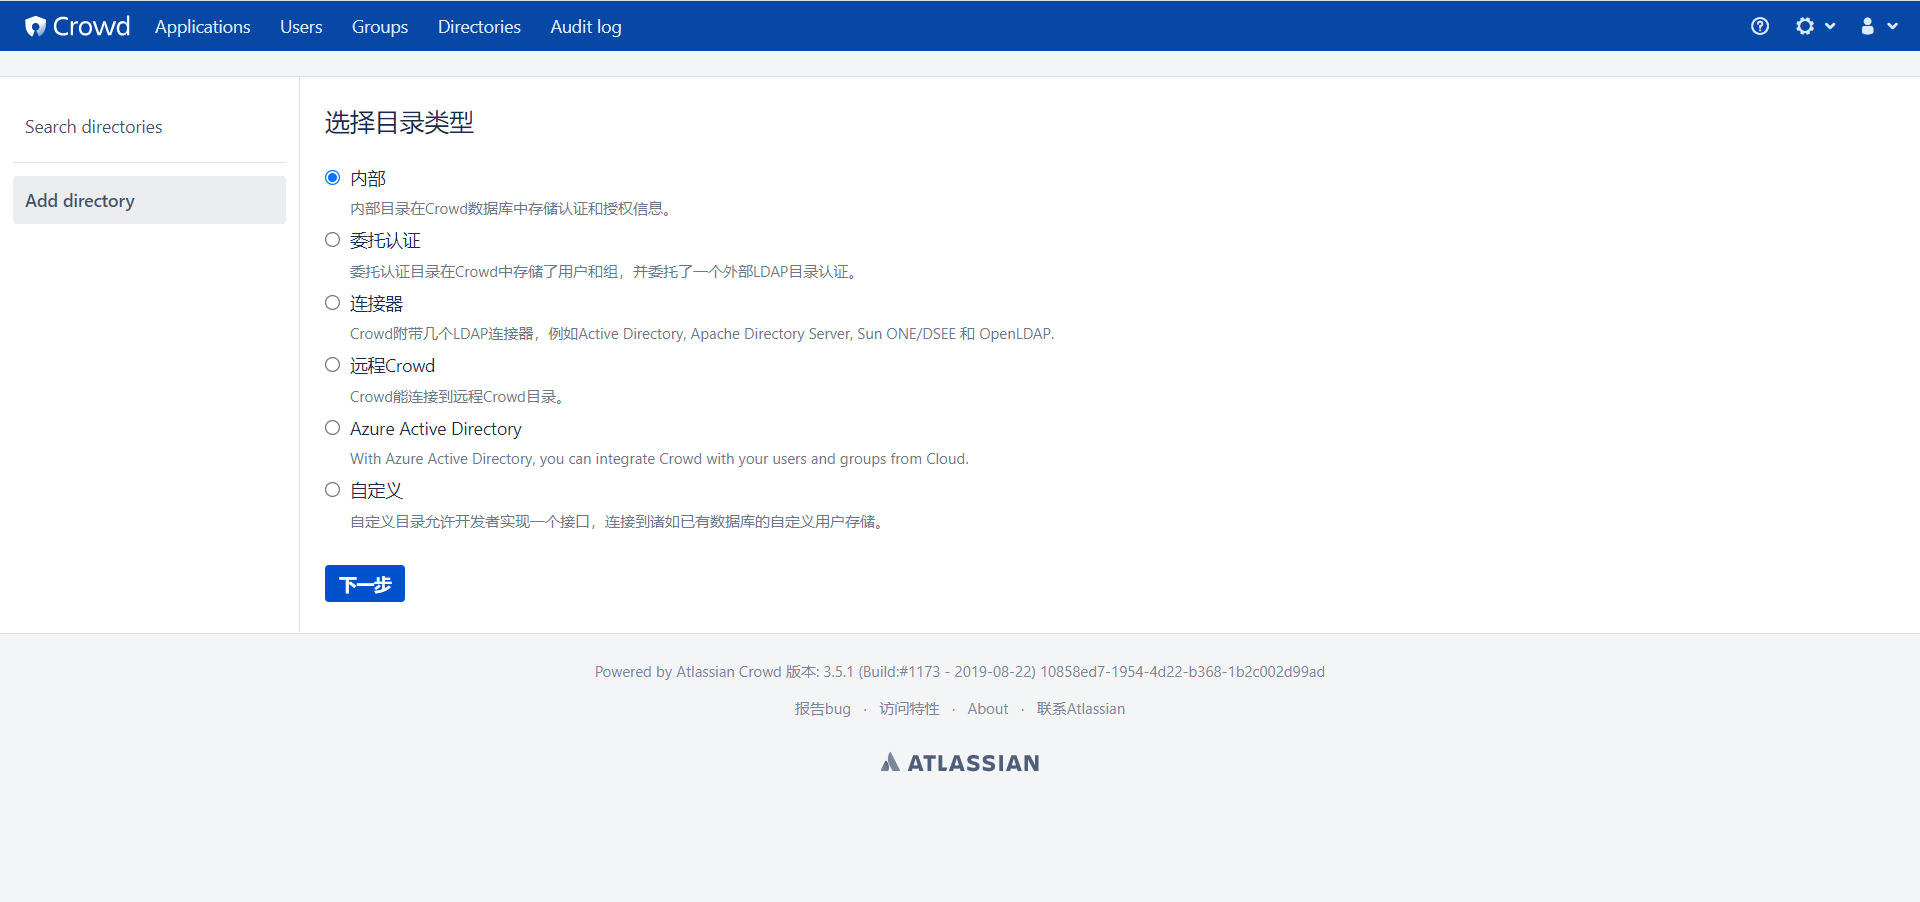 Crowd Applications Users Groups Directories Audit log
Search directories
Add directory
选择目录类型
内部
内部目录在Crowd数据库中存储认证和授权信息。
委托认证
委托认证目录在Crowd中存储了用户和组，并委托了一个外部LDAP目录认证。
连接器
Crowd附带几个LDAP连接器，例如Active Directory, Apache Directory Server, Sun ONE/DSEE 和 OpenLDAP.
远程Crowd
Crowd能连接到远程Crowd目录。
Azure Active Directory
With Azure Active Directory, you can integrate Crowd with your users and groups from Cloud.
自定义
自定义目录允许开发者实现一个接口，连接到诸如已有数据库的自定义用户存储。
下一步
Powered by Atlassian Crowd 版本: 3.5.1 (Build:#1173 - 2019-08-22) 10858ed7-1954-4d22-b368-1b2c002d99ad
报告bug · 访问特性 · About · 联系Atlassian
ATLASSIAN